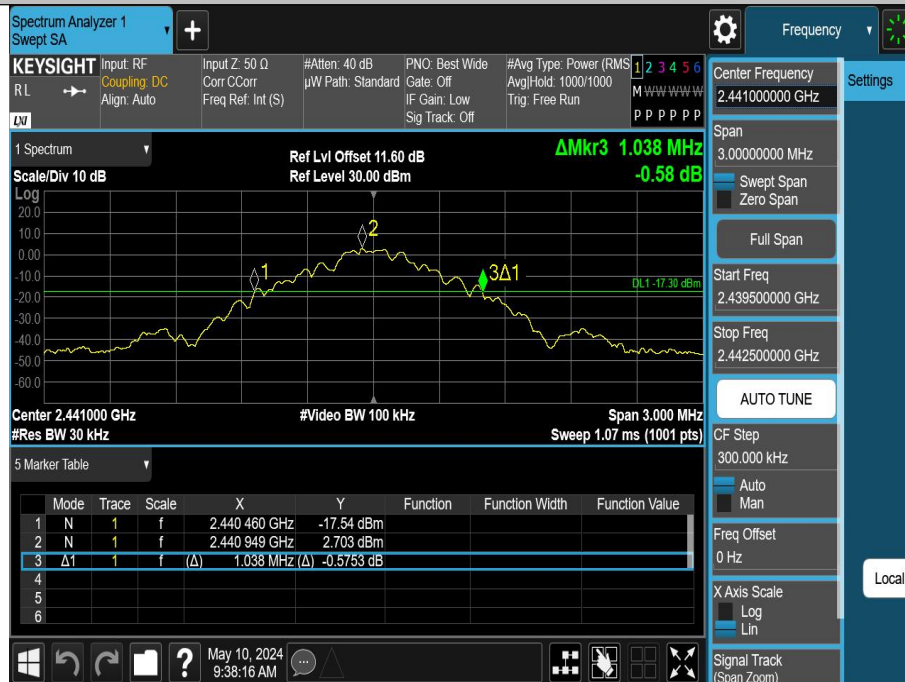 Spectrum Analyzer 1
Swept SA
+
Frequency
KEYSIGHT
RL
LXI
Input: RF
Coupling: DC
Align: Auto
Input Z: 50 Ω
Corr CCorr
Freq Ref: Int (S)
#Atten: 40 dB
µW Path: Standard
PNO: Best Wide
Gate: Off
IF Gain: Low
Sig Track: Off
#Avg Type: Power (RMS
Avg|Hold: 1000/1000
Trig: Free Run
1 2 3 4 5 6
M W W W W W
P P P P P P
1 Spectrum
Scale/Div 10 dB
Ref Lvl Offset 11.60 dB
Ref Level 30.00 dBm
ΔMkr3 1.038 MHz
-0.58 dB
Log
20.0
10.0
0.00
-10.0
-20.0
-30.0
-40.0
-50.0
-60.0
1
2
3Δ1
DL1 -17.30 dBm
Center 2.441000 GHz
#Video BW 100 kHz
Span 3.000 MHz
#Res BW 30 kHz
Sweep 1.07 ms (1001 pts)
5 Marker Table
Mode Trace Scale X Y Function Function Width Function Value
1 N 1 f 2.440 460 GHz -17.54 dBm
2 N 1 f 2.440 949 GHz 2.703 dBm
3 Δ1 1 f (Δ) 1.038 MHz (Δ) -0.5753 dB
4
5
6
?
May 10, 2024
9:38:16 AM
Center Frequency
2.441000000 GHz
Settings
Span
3.00000000 MHz
Swept Span
Zero Span
Full Span
Start Freq
2.439500000 GHz
Stop Freq
2.442500000 GHz
AUTO TUNE
CF Step
300.000 kHz
Auto
Man
Freq Offset
0 Hz
Local
X Axis Scale
Log
Lin
Signal Track
(Span Zoom)